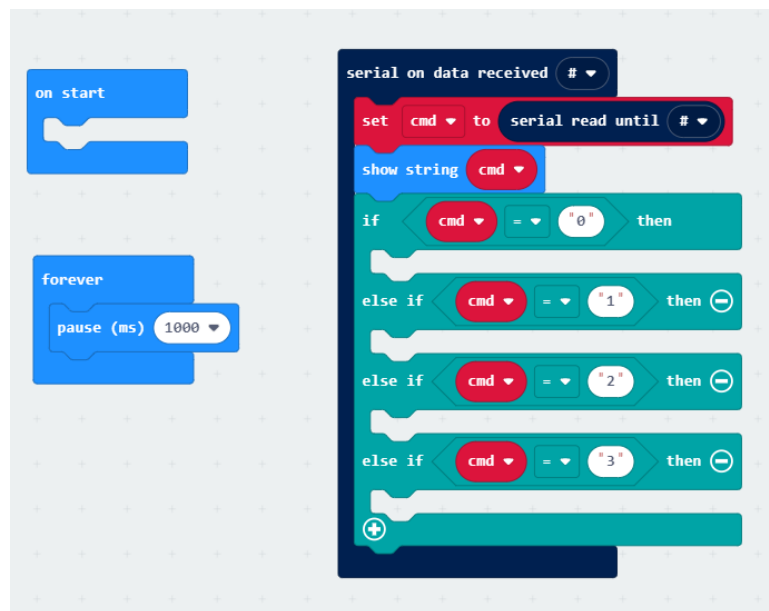 on start
forever
pause (ms) 1000
serial on data received #
set cmd to serial read until #
show string cmd
if cmd = "0" then
else if cmd = "1" then
else if cmd = "2" then
else if cmd = "3" then